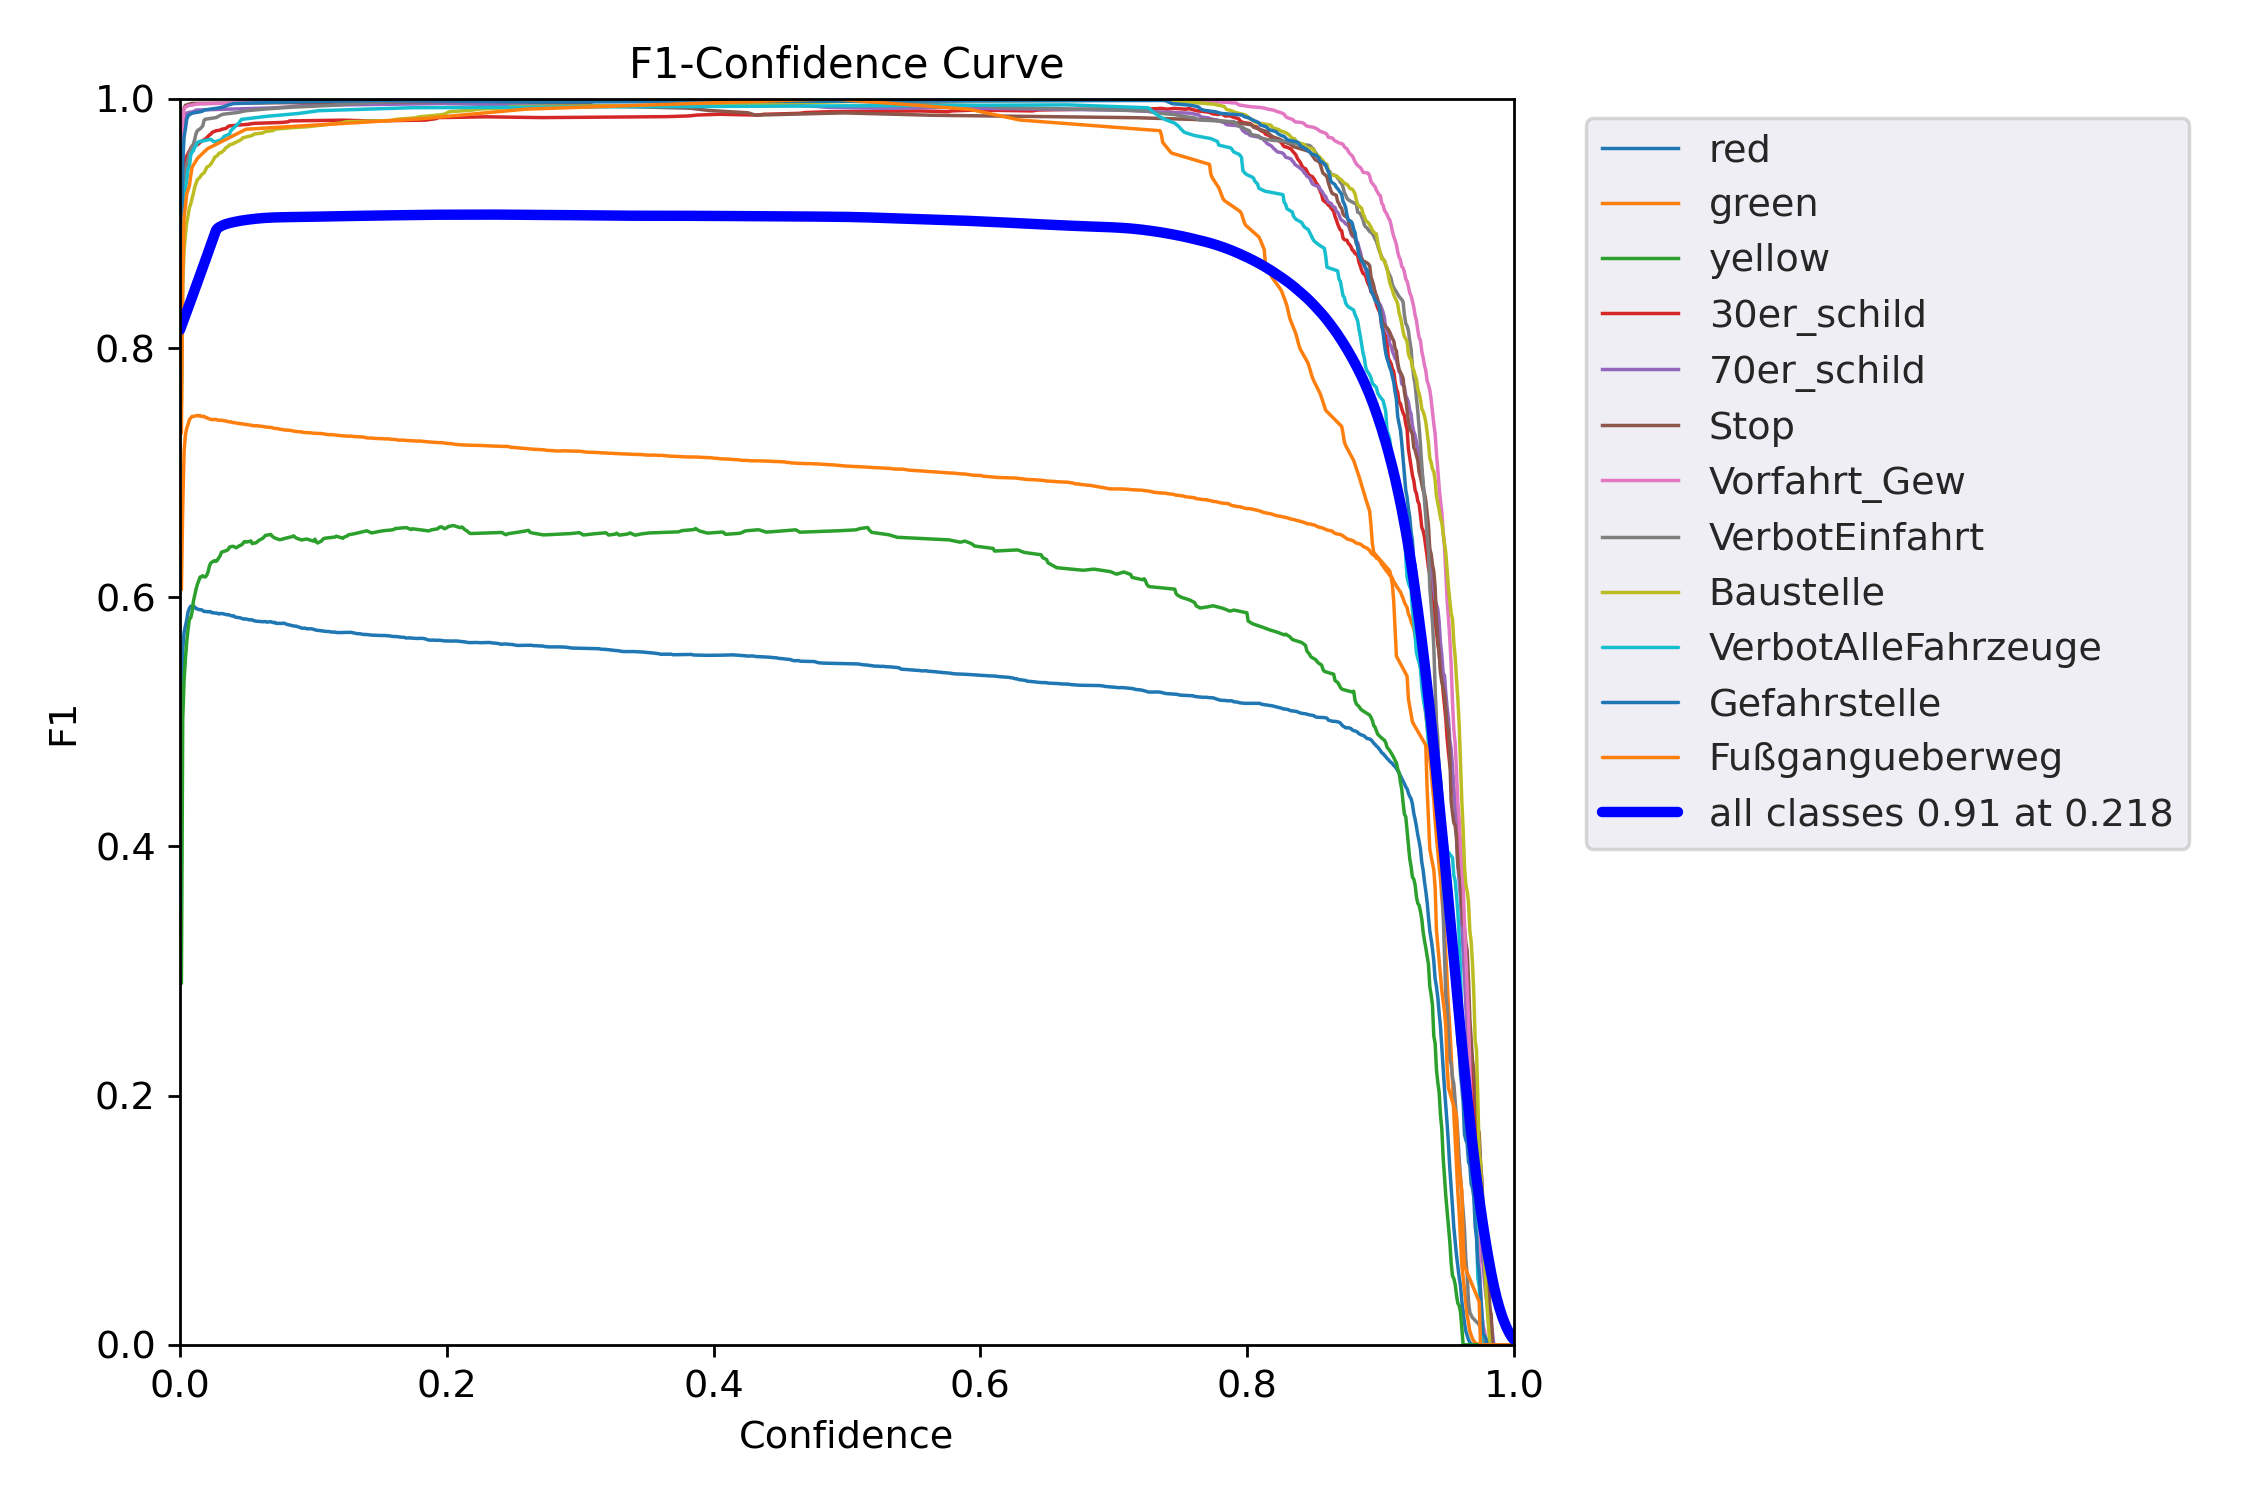 F1-Confidence Curve
1.0
0.8
0.6
0.4
0.2
0.0
F1
0.0 0.2 0.4 0.6 0.8 1.0
Confidence
red
green
yellow
30er_schild
70er_schild
Stop
Vorfahrt_Gew
VerbotEinfahrt
Baustelle
VerbotAlleFahrzeuge
Gefahrstelle
Fußgangueberweg
all classes 0.91 at 0.218